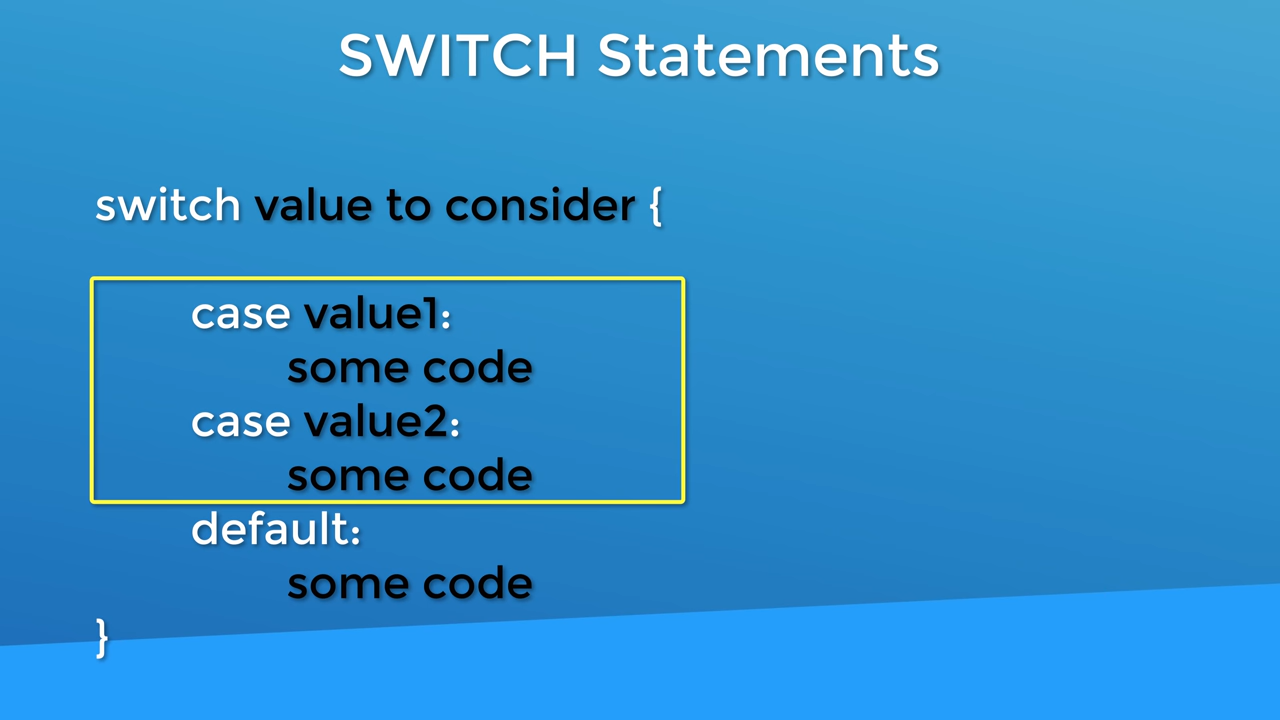 SWITCH Statements
switch value to consider {
case value1:
some code
case value2:
some code
default:
some code
}